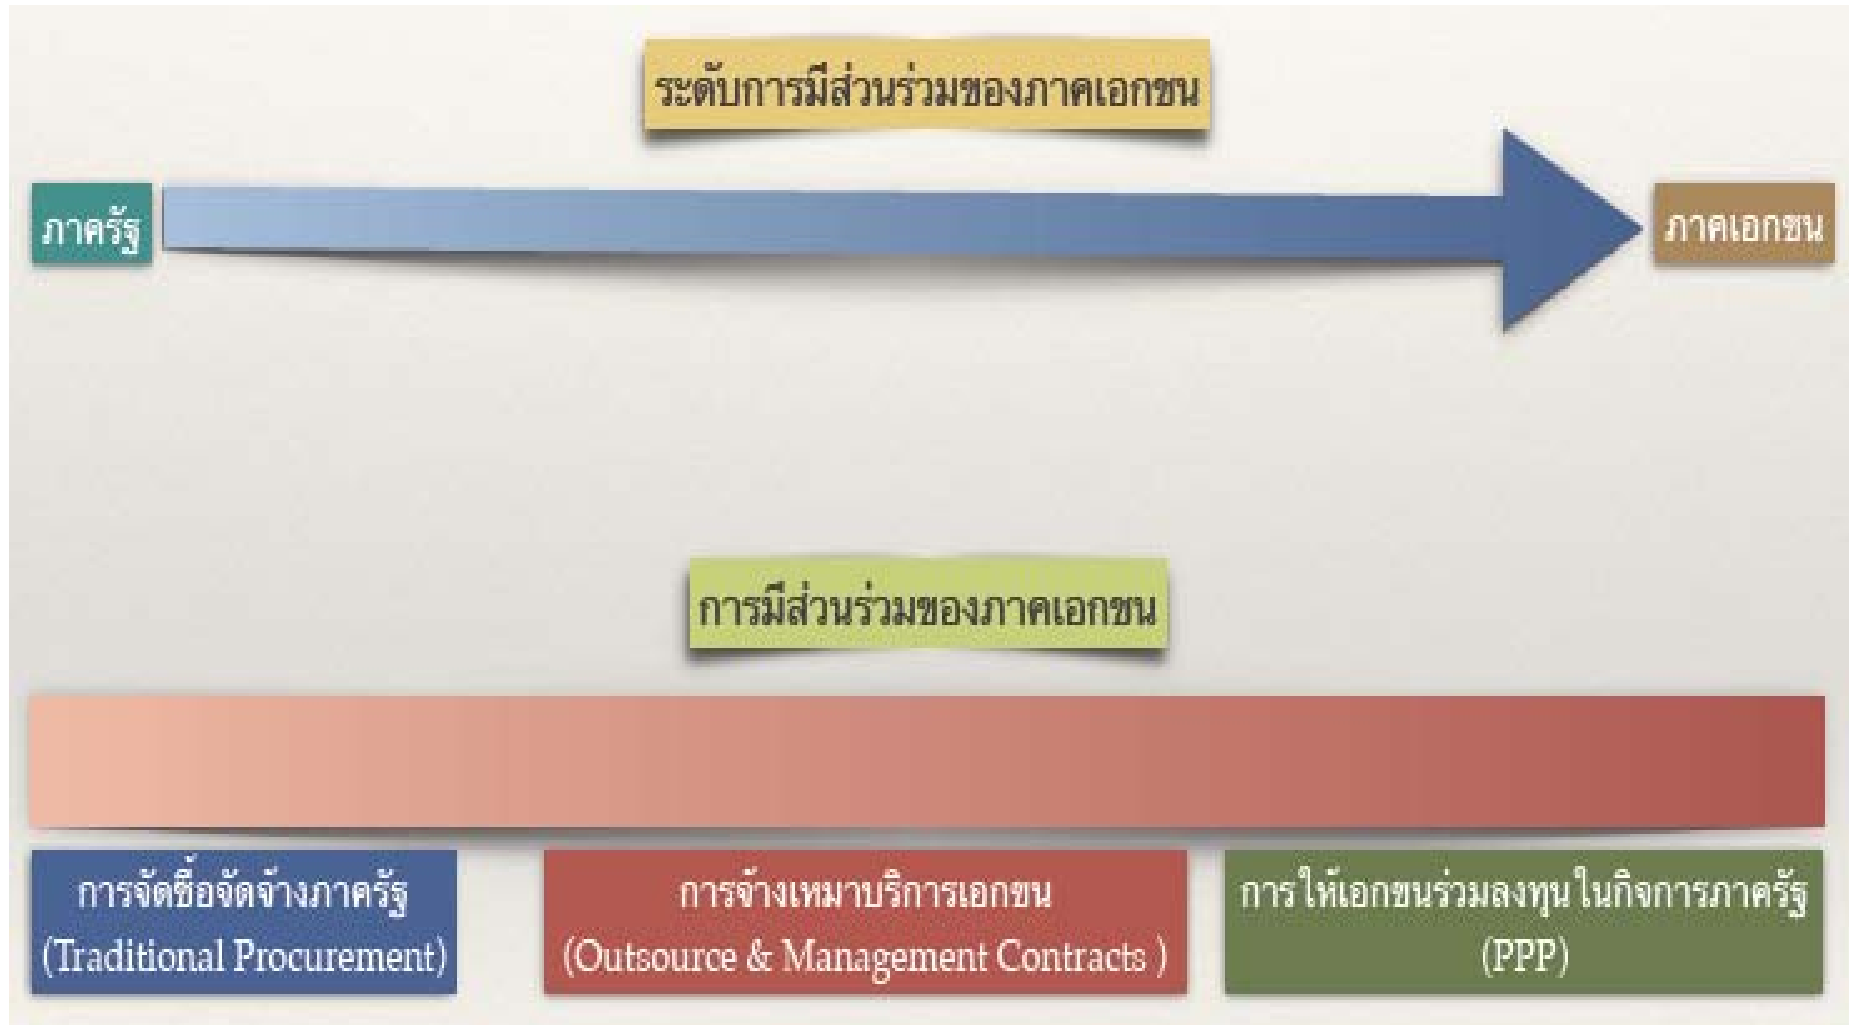 ระดับการมีส่วนร่วมของภาคเอกชน
ภาครัฐ
ภาคเอกชน
การมีส่วนร่วมของภาคเอกชน
การจัดซื้อจัดจ้างภาครัฐ
(Traditional Procurement)
การจ้างเหมาบริการเอกชน
(Outsource & Management Contracts )
การให้เอกชนร่วมลงทุนในกิจการภาครัฐ
(PPP)